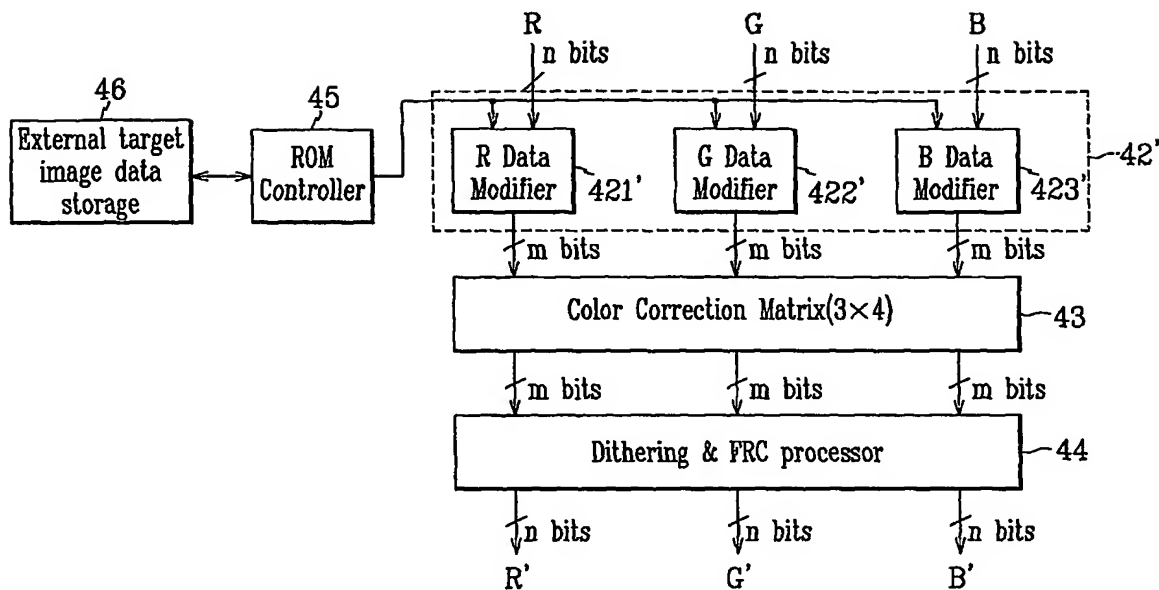 R G B
n bits n bits n bits
46 45
External target
image data
storage
ROM
Controller
R Data
Modifier
G Data
Modifier
B Data
Modifier
42'
421' 422' 423'
m bits m bits m bits
Color Correction Matrix(3×4)
43
m bits m bits m bits
Dithering & FRC processor
44
n bits n bits n bits
R' G' B'